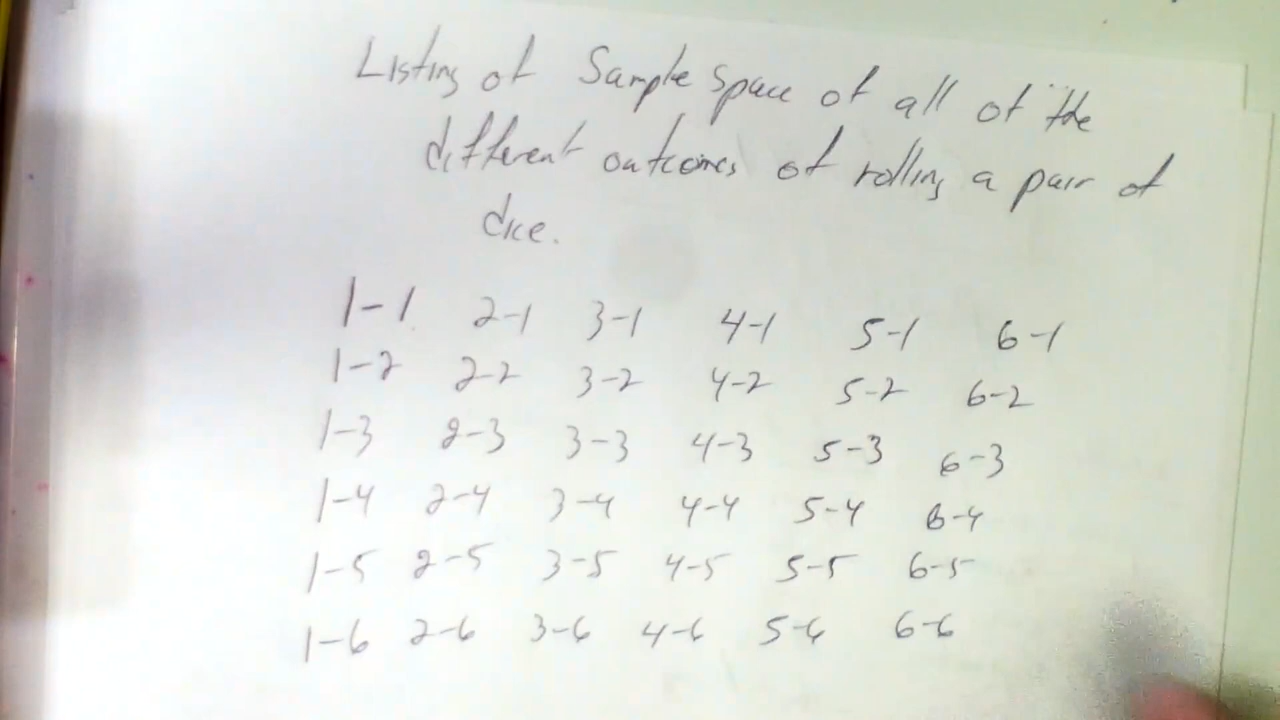 Listing of Sample Space of all of the
different outcomes of rolling a pair of
dice.
1-1 2-1 3-1 4-1 5-1 6-1
1-2 2-2 3-2 4-2 5-2 6-2
1-3 2-3 3-3 4-3 5-3 6-3
1-4 2-4 3-4 4-4 5-4 6-4
1-5 2-5 3-5 4-5 5-5 6-5
1-6 2-6 3-6 4-6 5-6 6-6